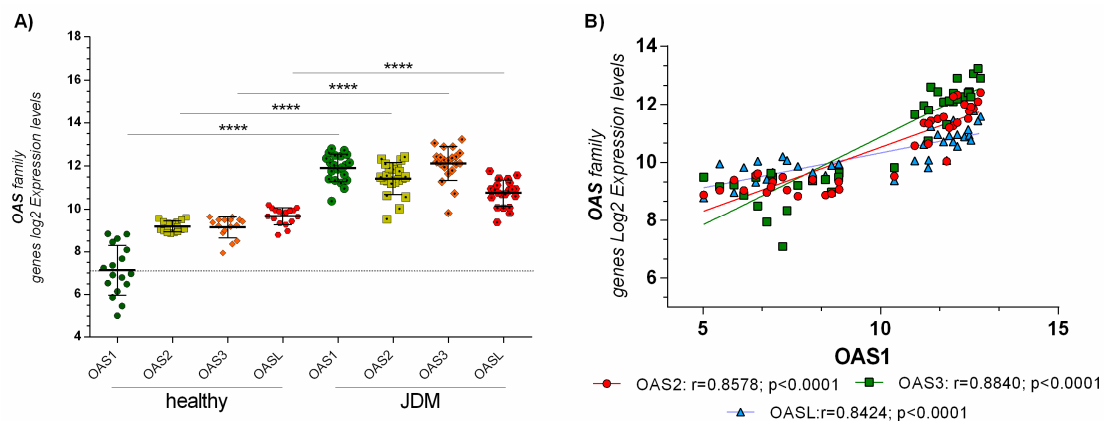 A)
OAS family
genes log2 Expression levels
18
16
14
12
10
8
6
4
****
****
****
****
OAS1
OAS2
OAS3
OASL
OAS1
OAS2
OAS3
OASL
healthy
JDM
B)
OAS family
genes Log2 Expression levels
14
12
10
8
6
5
10
15
OAS1
OAS2: r=0.8578; p<0.0001
OAS3: r=0.8840; p<0.0001
OASL:r=0.8424; p<0.0001